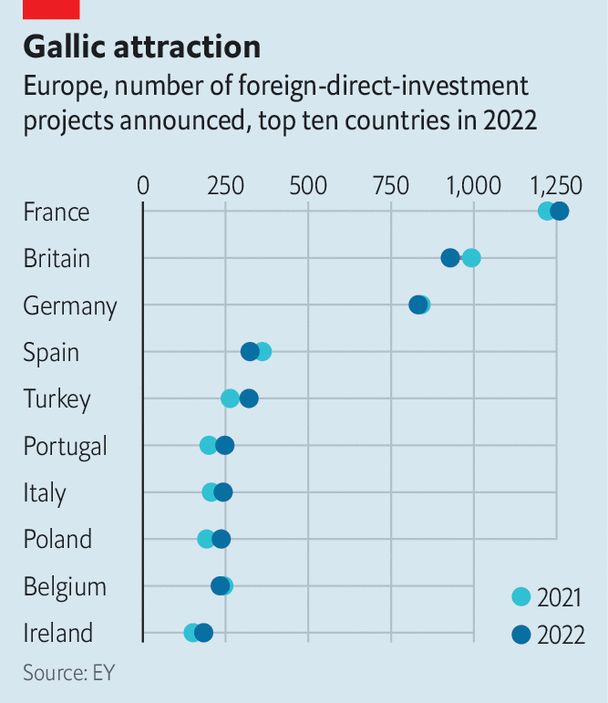 Gallic attraction
Europe, number of foreign-direct-investment
projects announced, top ten countries in 2022
0 250 500 750 1,000 1,250
France
Britain
Germany
Spain
Turkey
Portugal
Italy
Poland
Belgium
Ireland
2021
2022
Source: EY